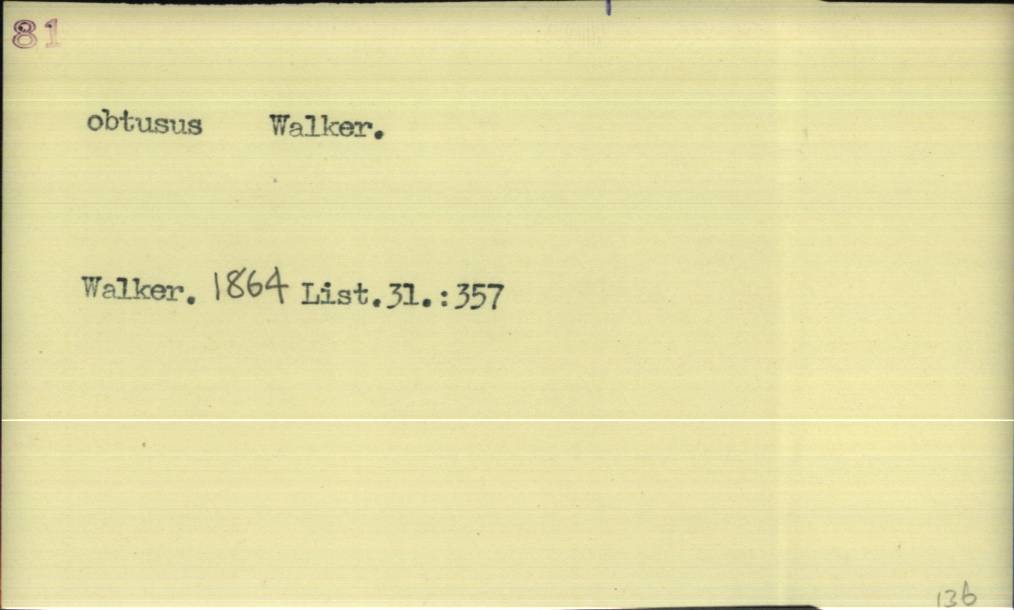 81
obtusus Walker.
Walker. 1864 List.31.:357
136